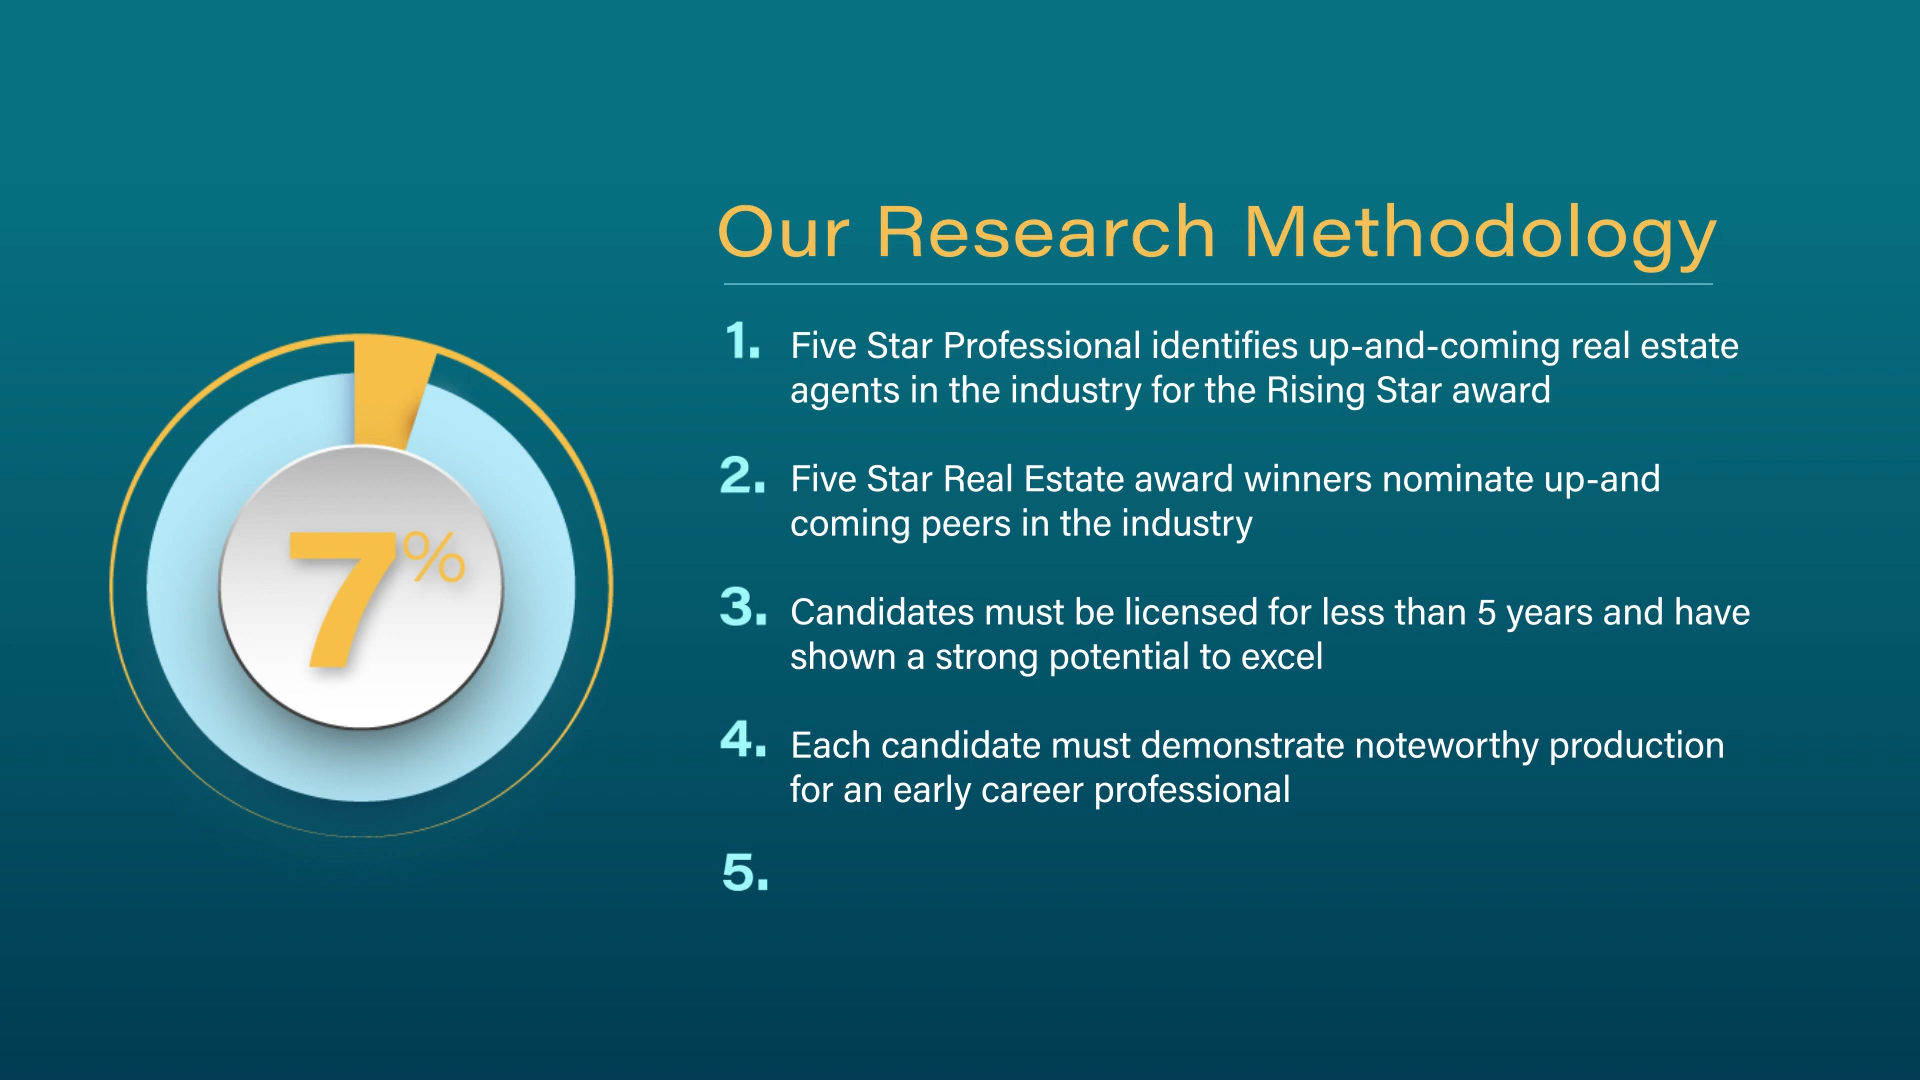 Our Research Methodology
1. Five Star Professional identifies up-and-coming real estate
agents in the industry for the Rising Star award
2. Five Star Real Estate award winners nominate up-and
coming peers in the industry
3. Candidates must be licensed for less than 5 years and have
shown a strong potential to excel
4. Each candidate must demonstrate noteworthy production
for an early career professional
5.
7%